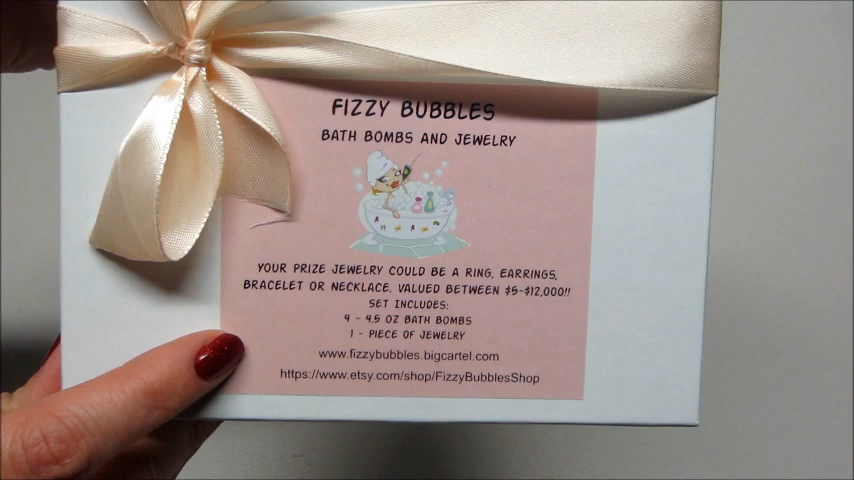 FIZZY BUBBLES
BATH BOMBS AND JEWELRY
YOUR PRIZE JEWELRY COULD BE A RING, EARRINGS,
BRACELET OR NECKLACE. VALUED BETWEEN $5-$12,000!!
SET INCLUDES:
4 - 4.5 OZ BATH BOMBS
1 - PIECE OF JEWELRY
www.fizzybubbles.bigcartel.com
https://www.etsy.com/shop/FizzyBubblesShop